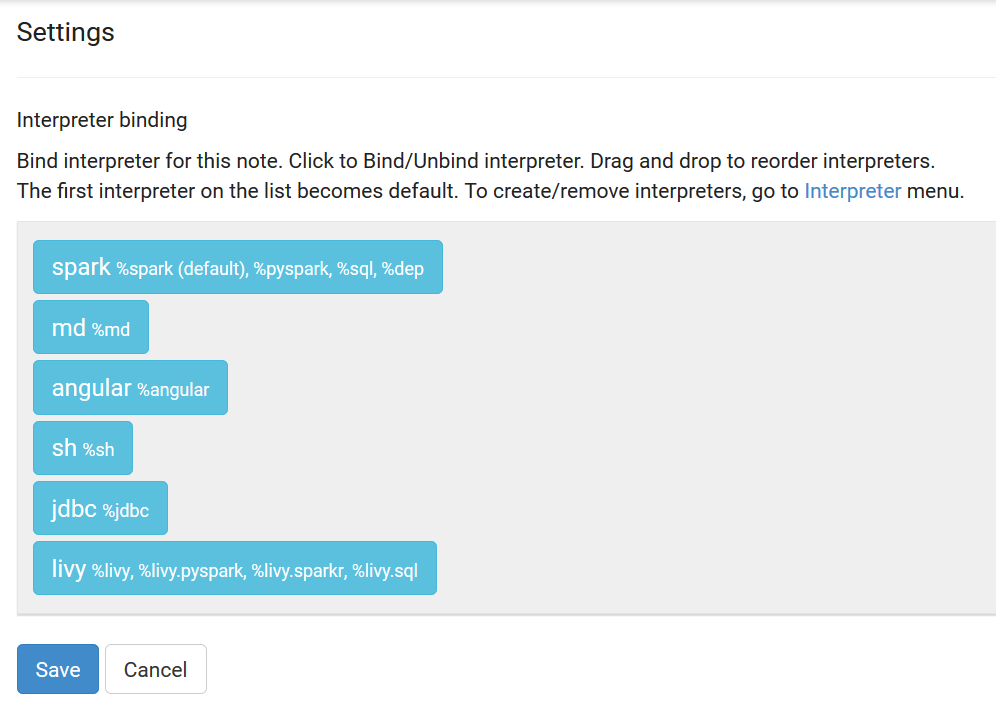 Settings
Interpreter binding
Bind interpreter for this note. Click to Bind/Unbind interpreter. Drag and drop to reorder interpreters.
The first interpreter on the list becomes default. To create/remove interpreters, go to Interpreter menu.
spark %spark (default), %pyspark, %sql, %dep
md %md
angular %angular
sh %sh
jdbc %jdbc
livy %livy, %livy.pyspark, %livy.sparkr, %livy.sql
Save Cancel